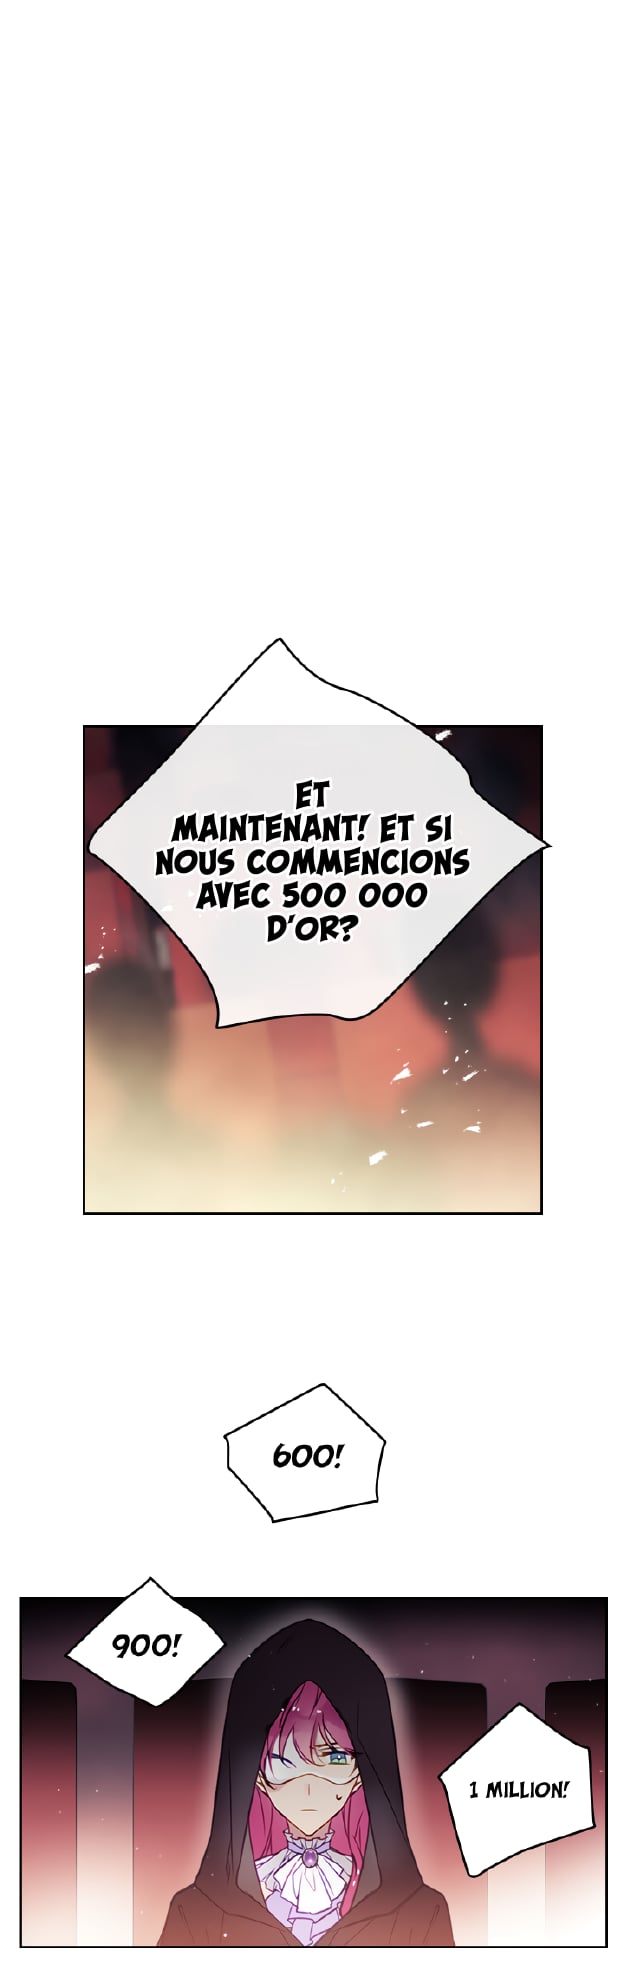 ET
MAINTENANT! ET SI
NOUS COMMENCIONS
AVEC 500 000
D'OR?
600!
900!
1 MILLION!